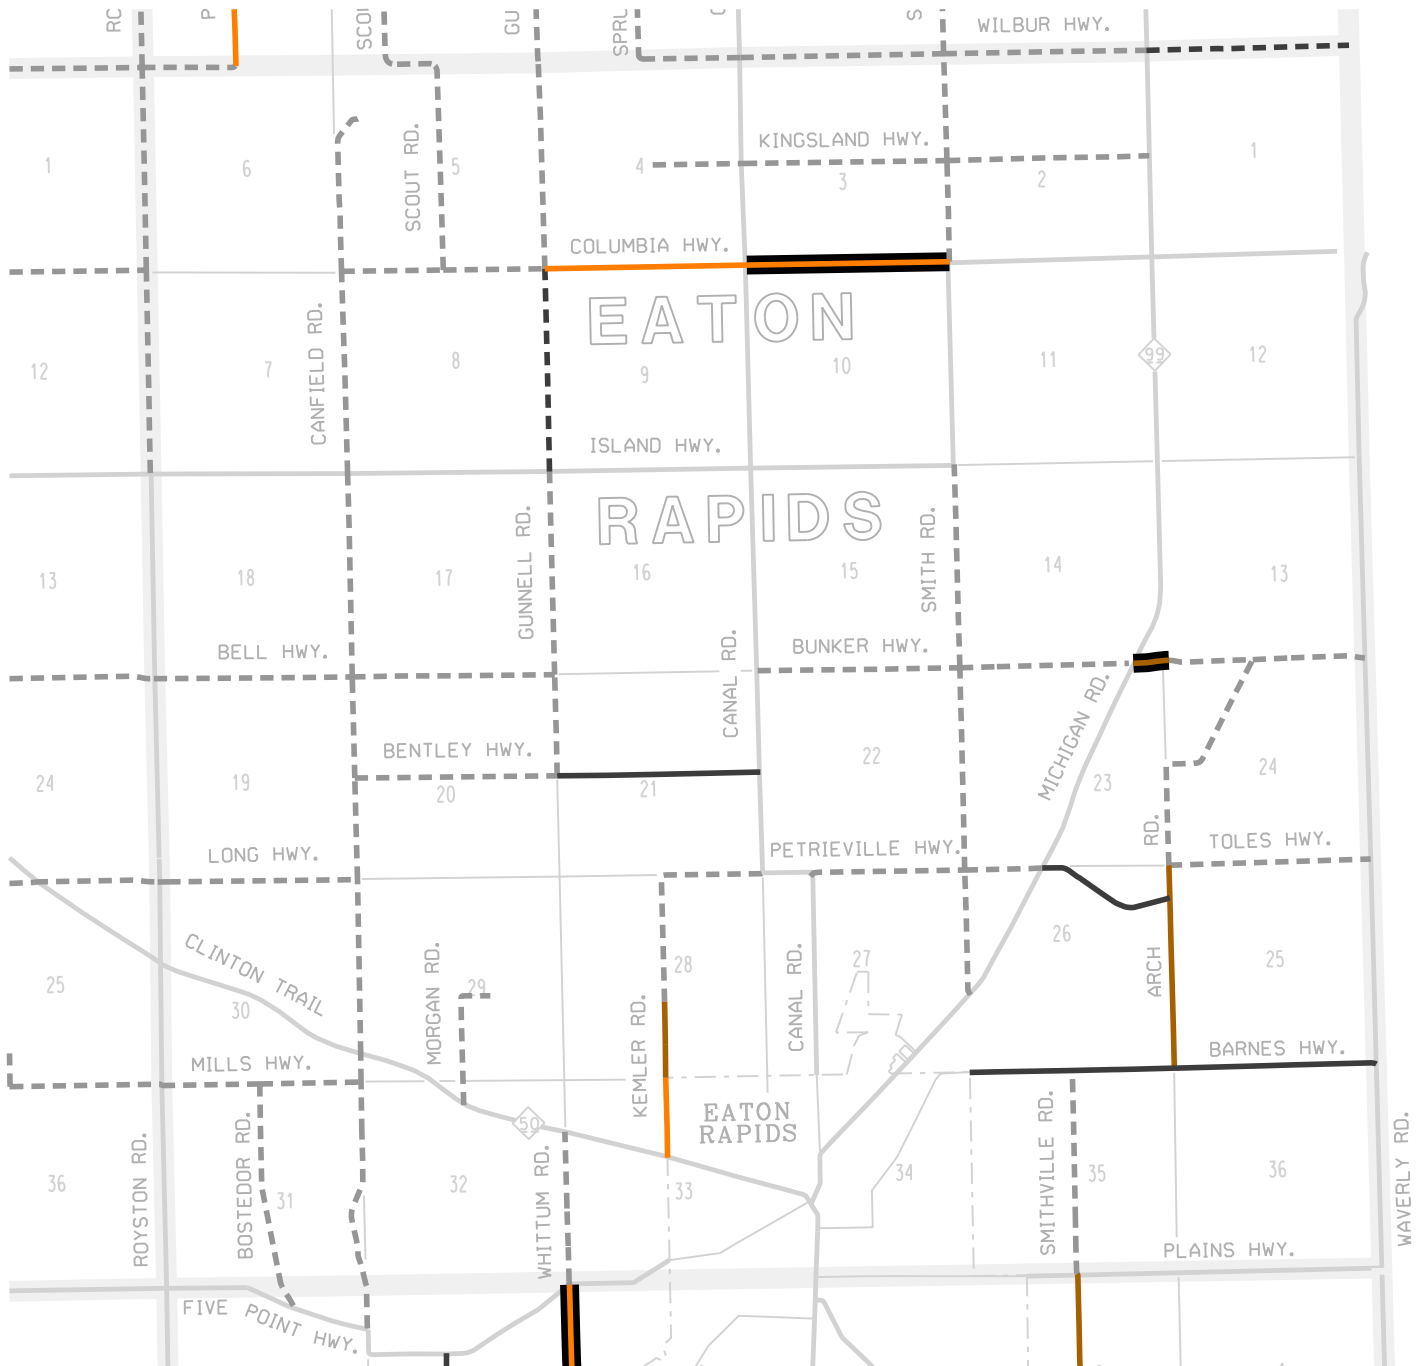 RC
P
SCOU
GU
SPRU
S
WILBUR HWY.
KINGSLAND HWY.
SCOUT RD.
1
6
5
4
3
2
1
COLUMBIA HWY.
EATON
CANFIELD RD.
12
7
8
9
10
11
99
12
ISLAND HWY.
RAPIDS
GUNNELL RD.
SMITH RD.
13
18
17
16
15
14
13
BELL HWY.
CANAL RD.
BUNKER HWY.
MICHIGAN RD.
BENTLEY HWY.
24
19
20
21
22
23
24
LONG HWY.
PETRIEVILLE HWY.
RD.
TOLES HWY.
CLINTON TRAIL
MORGAN RD.
KEMLER RD.
CANAL RD.
ARCH
25
30
29
28
27
26
25
MILLS HWY.
BARNES HWY.
EATON
RAPIDS
50
ROYSTON RD.
BOSTEDOR RD.
WHITTUM RD.
SMITHVILLE RD.
WAVERLY RD.
36
31
32
33
34
35
36
PLAINS HWY.
FIVE POINT HWY.